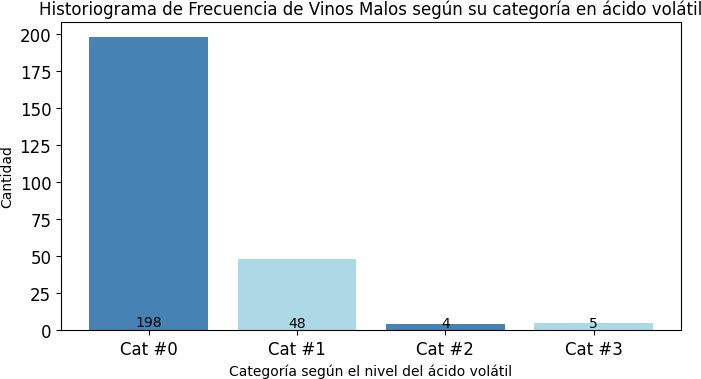 Historiograma de Frecuencia de Vinos Malos según su categoría en ácido volátil
Cantidad
200
175
150
125
100
75
50
25
0
198
48
4
5
Cat #0
Cat #1
Cat #2
Cat #3
Categoría según el nivel del ácido volátil